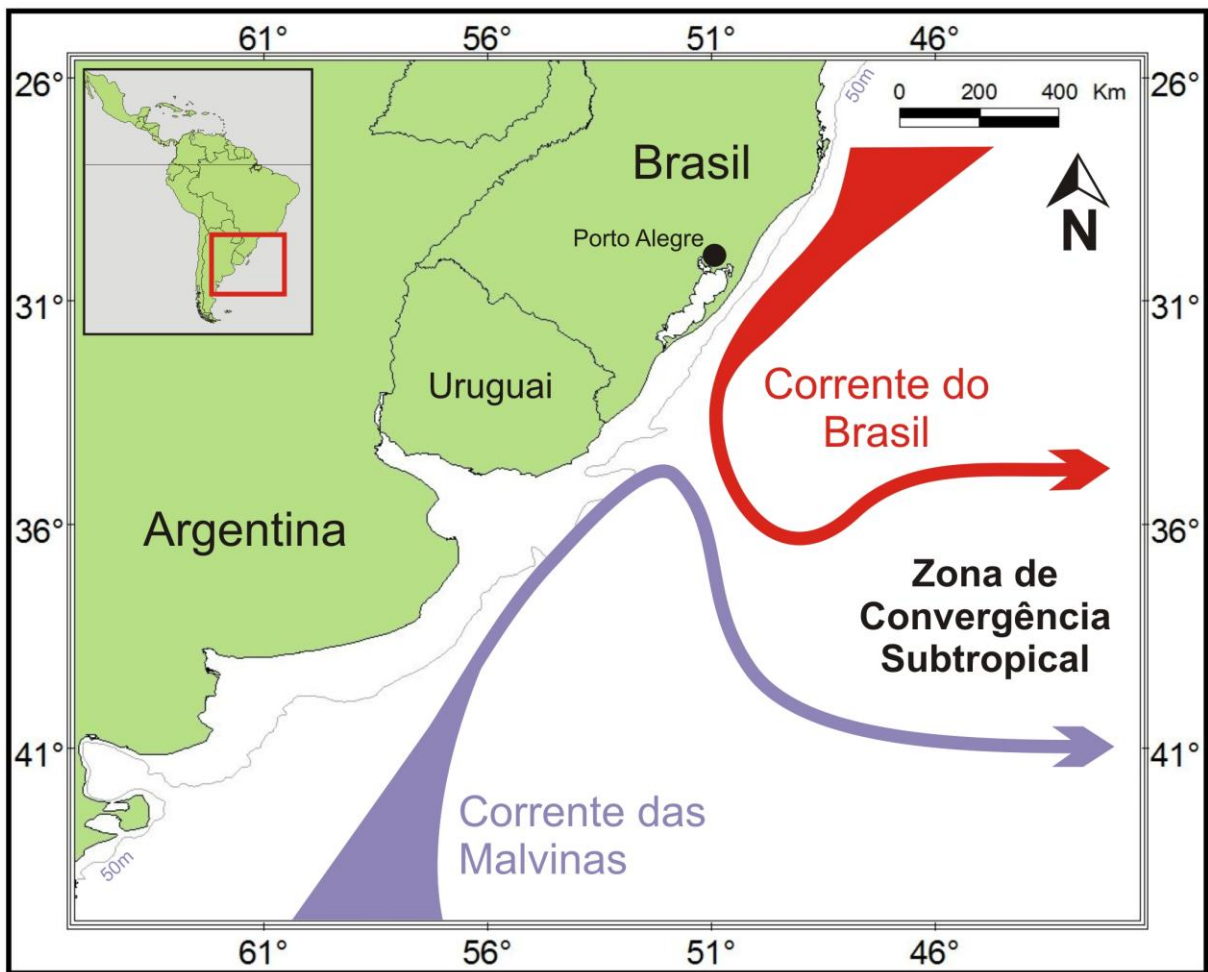 61° 56° 51° 46°
26° 26°
50m
0 200 400 Km
Brasil
N
Porto Alegre
31° 31°
Uruguai
Corrente do
Brasil
Argentina
36° 36°
Zona de
Convergência
Subtropical
41° 41°
Corrente das
Malvinas
50m
61° 56° 51° 46°